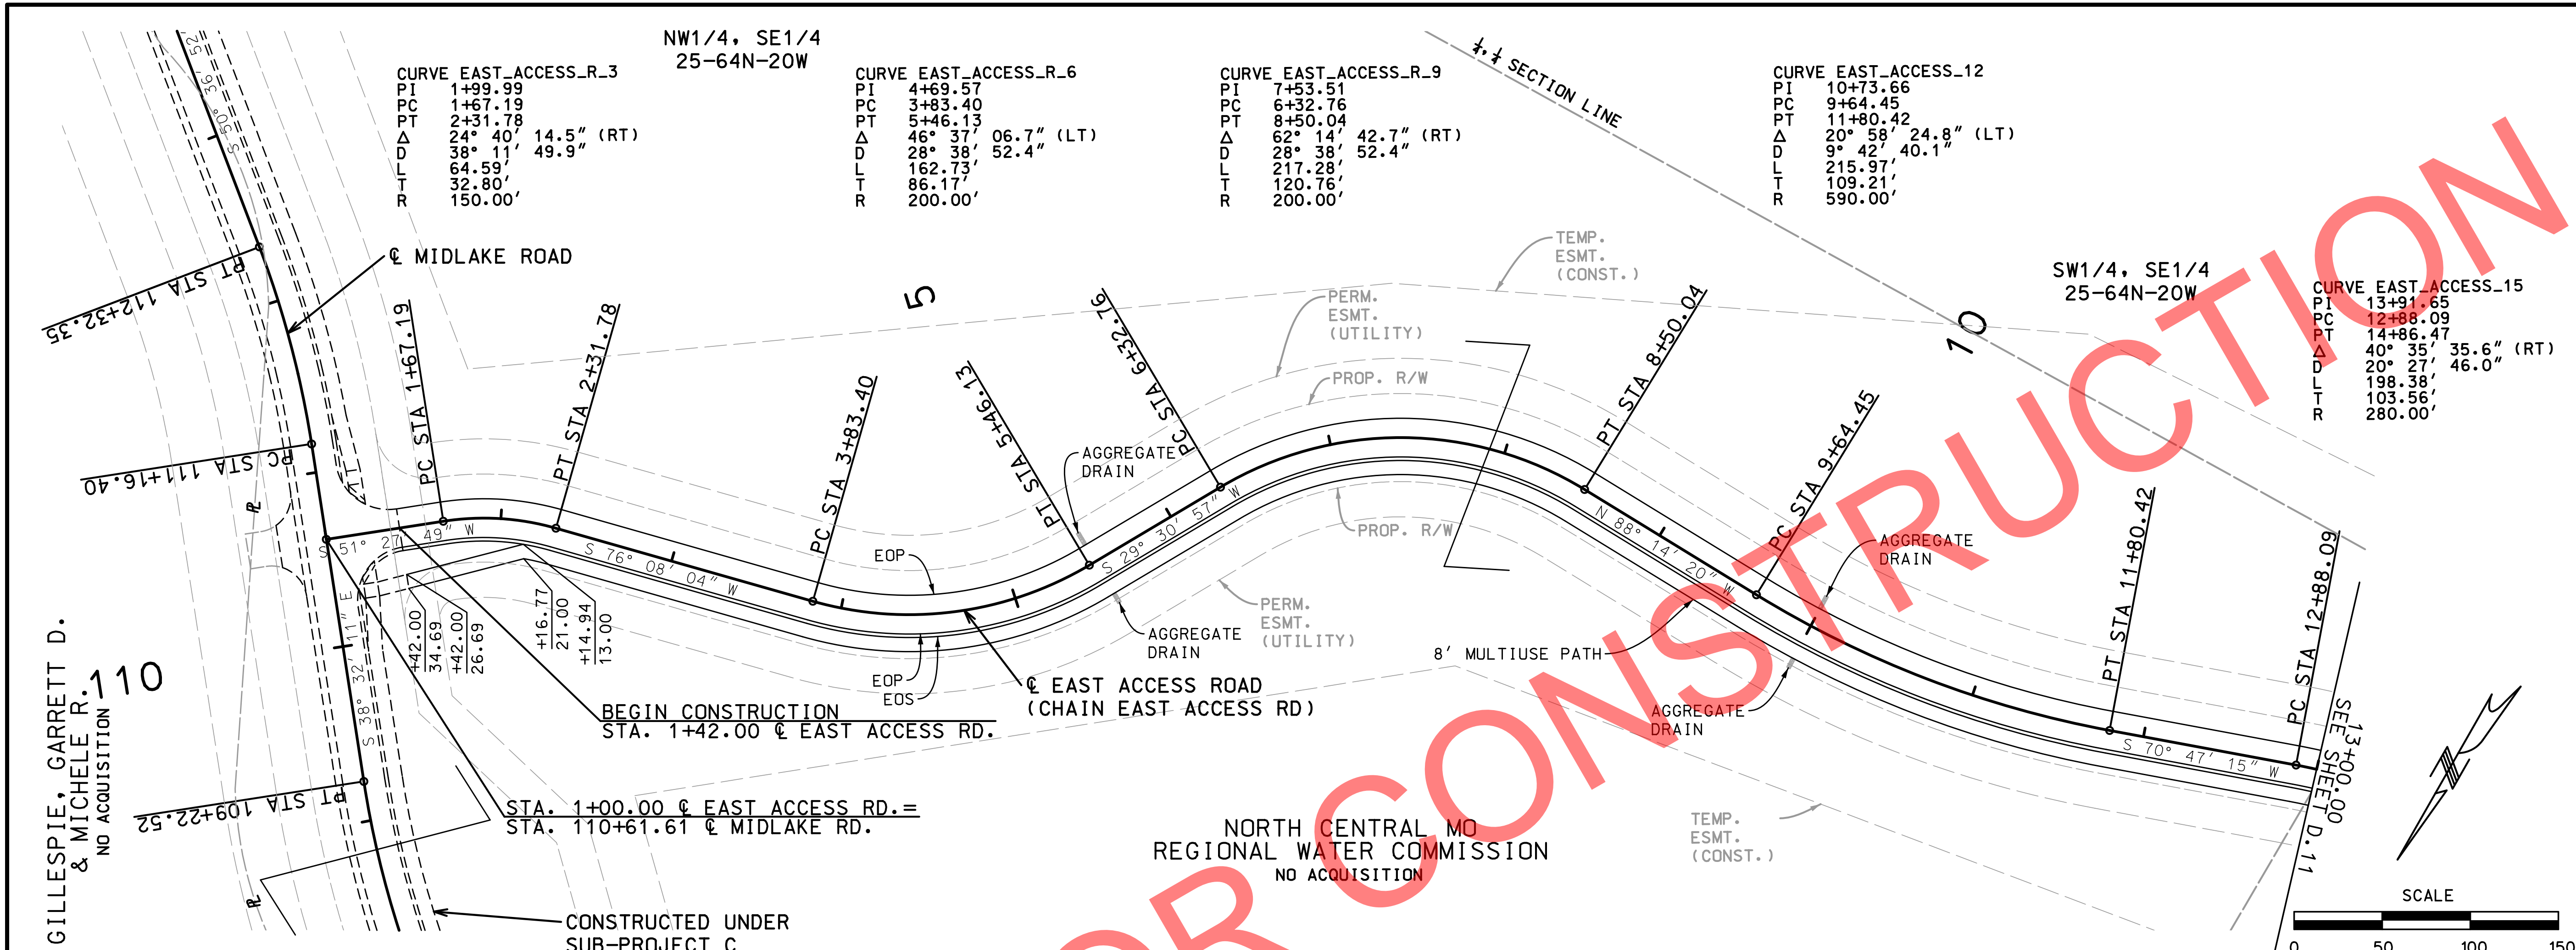 NW1/4, SE1/4
25-64N-20W
CURVE EAST_ACCESS_R_3
PI 1+99.99
PC 1+67.19
PT 2+31.78
Δ 24° 40' 14.5" (RT)
D 38° 11' 49.9"
L 64.59'
T 32.80'
R 150.00'
CURVE EAST_ACCESS_R_6
PI 4+69.57
PC 3+83.40
PT 5+46.13
Δ 46° 37' 06.7" (LT)
D 28° 38' 52.4"
L 162.73'
T 86.17'
R 200.00'
CURVE EAST_ACCESS_R_9
PI 7+53.51
PC 6+32.76
PT 8+50.04
Δ 62° 14' 42.7" (RT)
D 28° 38' 52.4"
L 217.28'
T 120.76'
R 200.00'
¼, ¼ SECTION LINE
CURVE EAST_ACCESS_12
PI 10+73.66
PC 9+64.45
PT 11+80.42
Δ 20° 58' 24.8" (LT)
D 9° 42' 40.1"
L 215.97'
T 109.21'
R 590.00'
SW1/4, SE1/4
25-64N-20W
CURVE EAST_ACCESS_15
PI 13+91.65
PC 12+88.09
PT 14+86.47
Δ 40° 35' 35.6" (RT)
D 20° 27' 46.0"
L 198.38'
T 103.56'
R 280.00'
S 50° 36' 52"
℄ MIDLAKE ROAD
PT STA 112+32.35
PC STA 111+16.40
PT STA 109+22.52
PC STA 1+67.19
PT STA 2+31.78
PC STA 3+83.40
5
PT STA 5+46.13
PC STA 6+32.76
PERM.
ESMT.
(UTILITY)
TEMP.
ESMT.
(CONST.)
PROP. R/W
PT STA 8+50.04
10
PC STA 9+64.45
PT STA 11+80.42
PC STA 12+88.09
AGGREGATE
DRAIN
S 51° 27' 49" W
S 76° 08' 04" W
S 29° 30' 57" W
N 88° 14' 20" W
S 70° 47' 15" W
S 38° 32' 11" E
EOP
PROP. R/W
AGGREGATE
DRAIN
PERM.
ESMT.
(UTILITY)
AGGREGATE
DRAIN
8' MULTIUSE PATH
AGGREGATE
DRAIN
EOP
EOS
+42.00
34.69
+42.00
26.69
+16.77
21.00
+14.94
13.00
℄ EAST ACCESS ROAD
(CHAIN EAST ACCESS RD)
BEGIN CONSTRUCTION
STA. 1+42.00 ℄ EAST ACCESS RD.
STA. 1+00.00 ℄ EAST ACCESS RD.=
STA. 110+61.61 ℄ MIDLAKE RD.
GILLESPIE, GARRETT D.
& MICHELE R.
NO ACQUISITION
110
PL
PL
NORTH CENTRAL MO
REGIONAL WATER COMMISSION
NO ACQUISITION
TEMP.
ESMT.
(CONST.)
13+00.00
SEE SHEET D.11
CONSTRUCTED UNDER
SUB-PROJECT C
SCALE
0 50 100 150
OR CONSTRUCTION